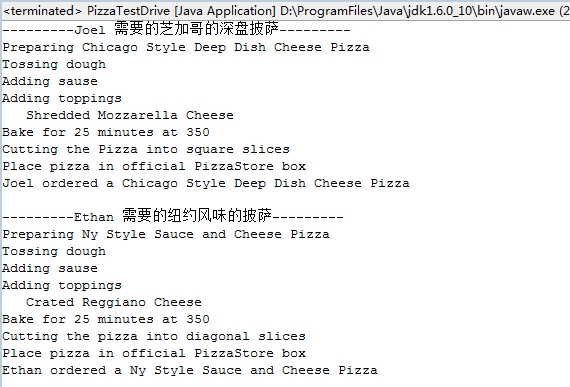 <terminated> PizzaTestDrive [Java Application] D:\ProgramFiles\Java\jdk1.6.0_10\bin\javaw.exe (2
---------Joel 需要的芝加哥的深盘披萨---------
Preparing Chicago Style Deep Dish Cheese Pizza
Tossing dough
Adding sause
Adding toppings
   Shredded Mozzarella Cheese
Bake for 25 minutes at 350
Cutting the Pizza into square slices
Place pizza in official PizzaStore box
Joel ordered a Chicago Style Deep Dish Cheese Pizza

---------Ethan 需要的纽约风味的披萨---------
Preparing Ny Style Sauce and Cheese Pizza
Tossing dough
Adding sause
Adding toppings
   Crated Reggiano Cheese
Bake for 25 minutes at 350
Cutting the pizza into diagonal slices
Place pizza in official PizzaStore box
Ethan ordered a Ny Style Sauce and Cheese Pizza